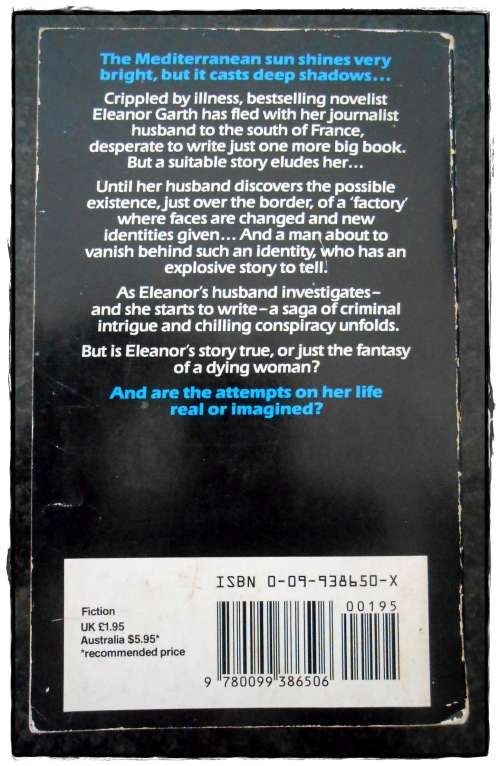 The Mediterranean sun shines very
bright, but it casts deep shadows...
Crippled by illness, bestselling novelist
Eleanor Garth has fled with her journalist
husband to the south of France,
desperate to write just one more big book.
But a suitable story eludes her...
Until her husband discovers the possible
existence, just over the border, of a ‘factory’
where faces are changed and new
identities given... And a man about to
vanish behind such an identity, who has an
explosive story to tell.
As Eleanor’s husband investigates–
and she starts to write–a saga of criminal
intrigue and chilling conspiracy unfolds.
But is Eleanor’s story true, or just the fantasy
of a dying woman?
And are the attempts on her life
real or imagined?
ISBN 0-09-938650-X
Fiction
UK £1.95
Australia $5.95*
*recommended price
00195
9 780099 386506